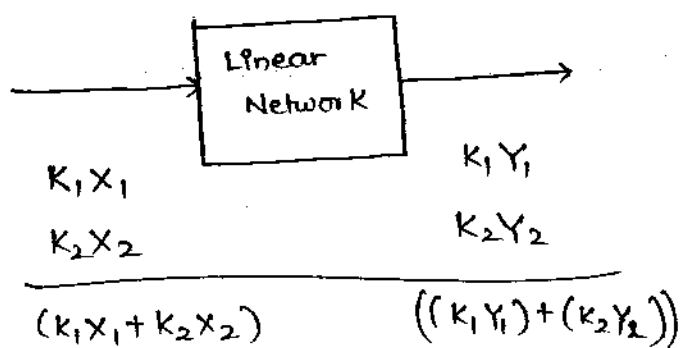 Linear
Network
K₁X₁ K₁Y₁
K₂X₂ K₂Y₂
(K₁X₁ + K₂X₂) ((K₁Y₁) + (K₂Y₂))